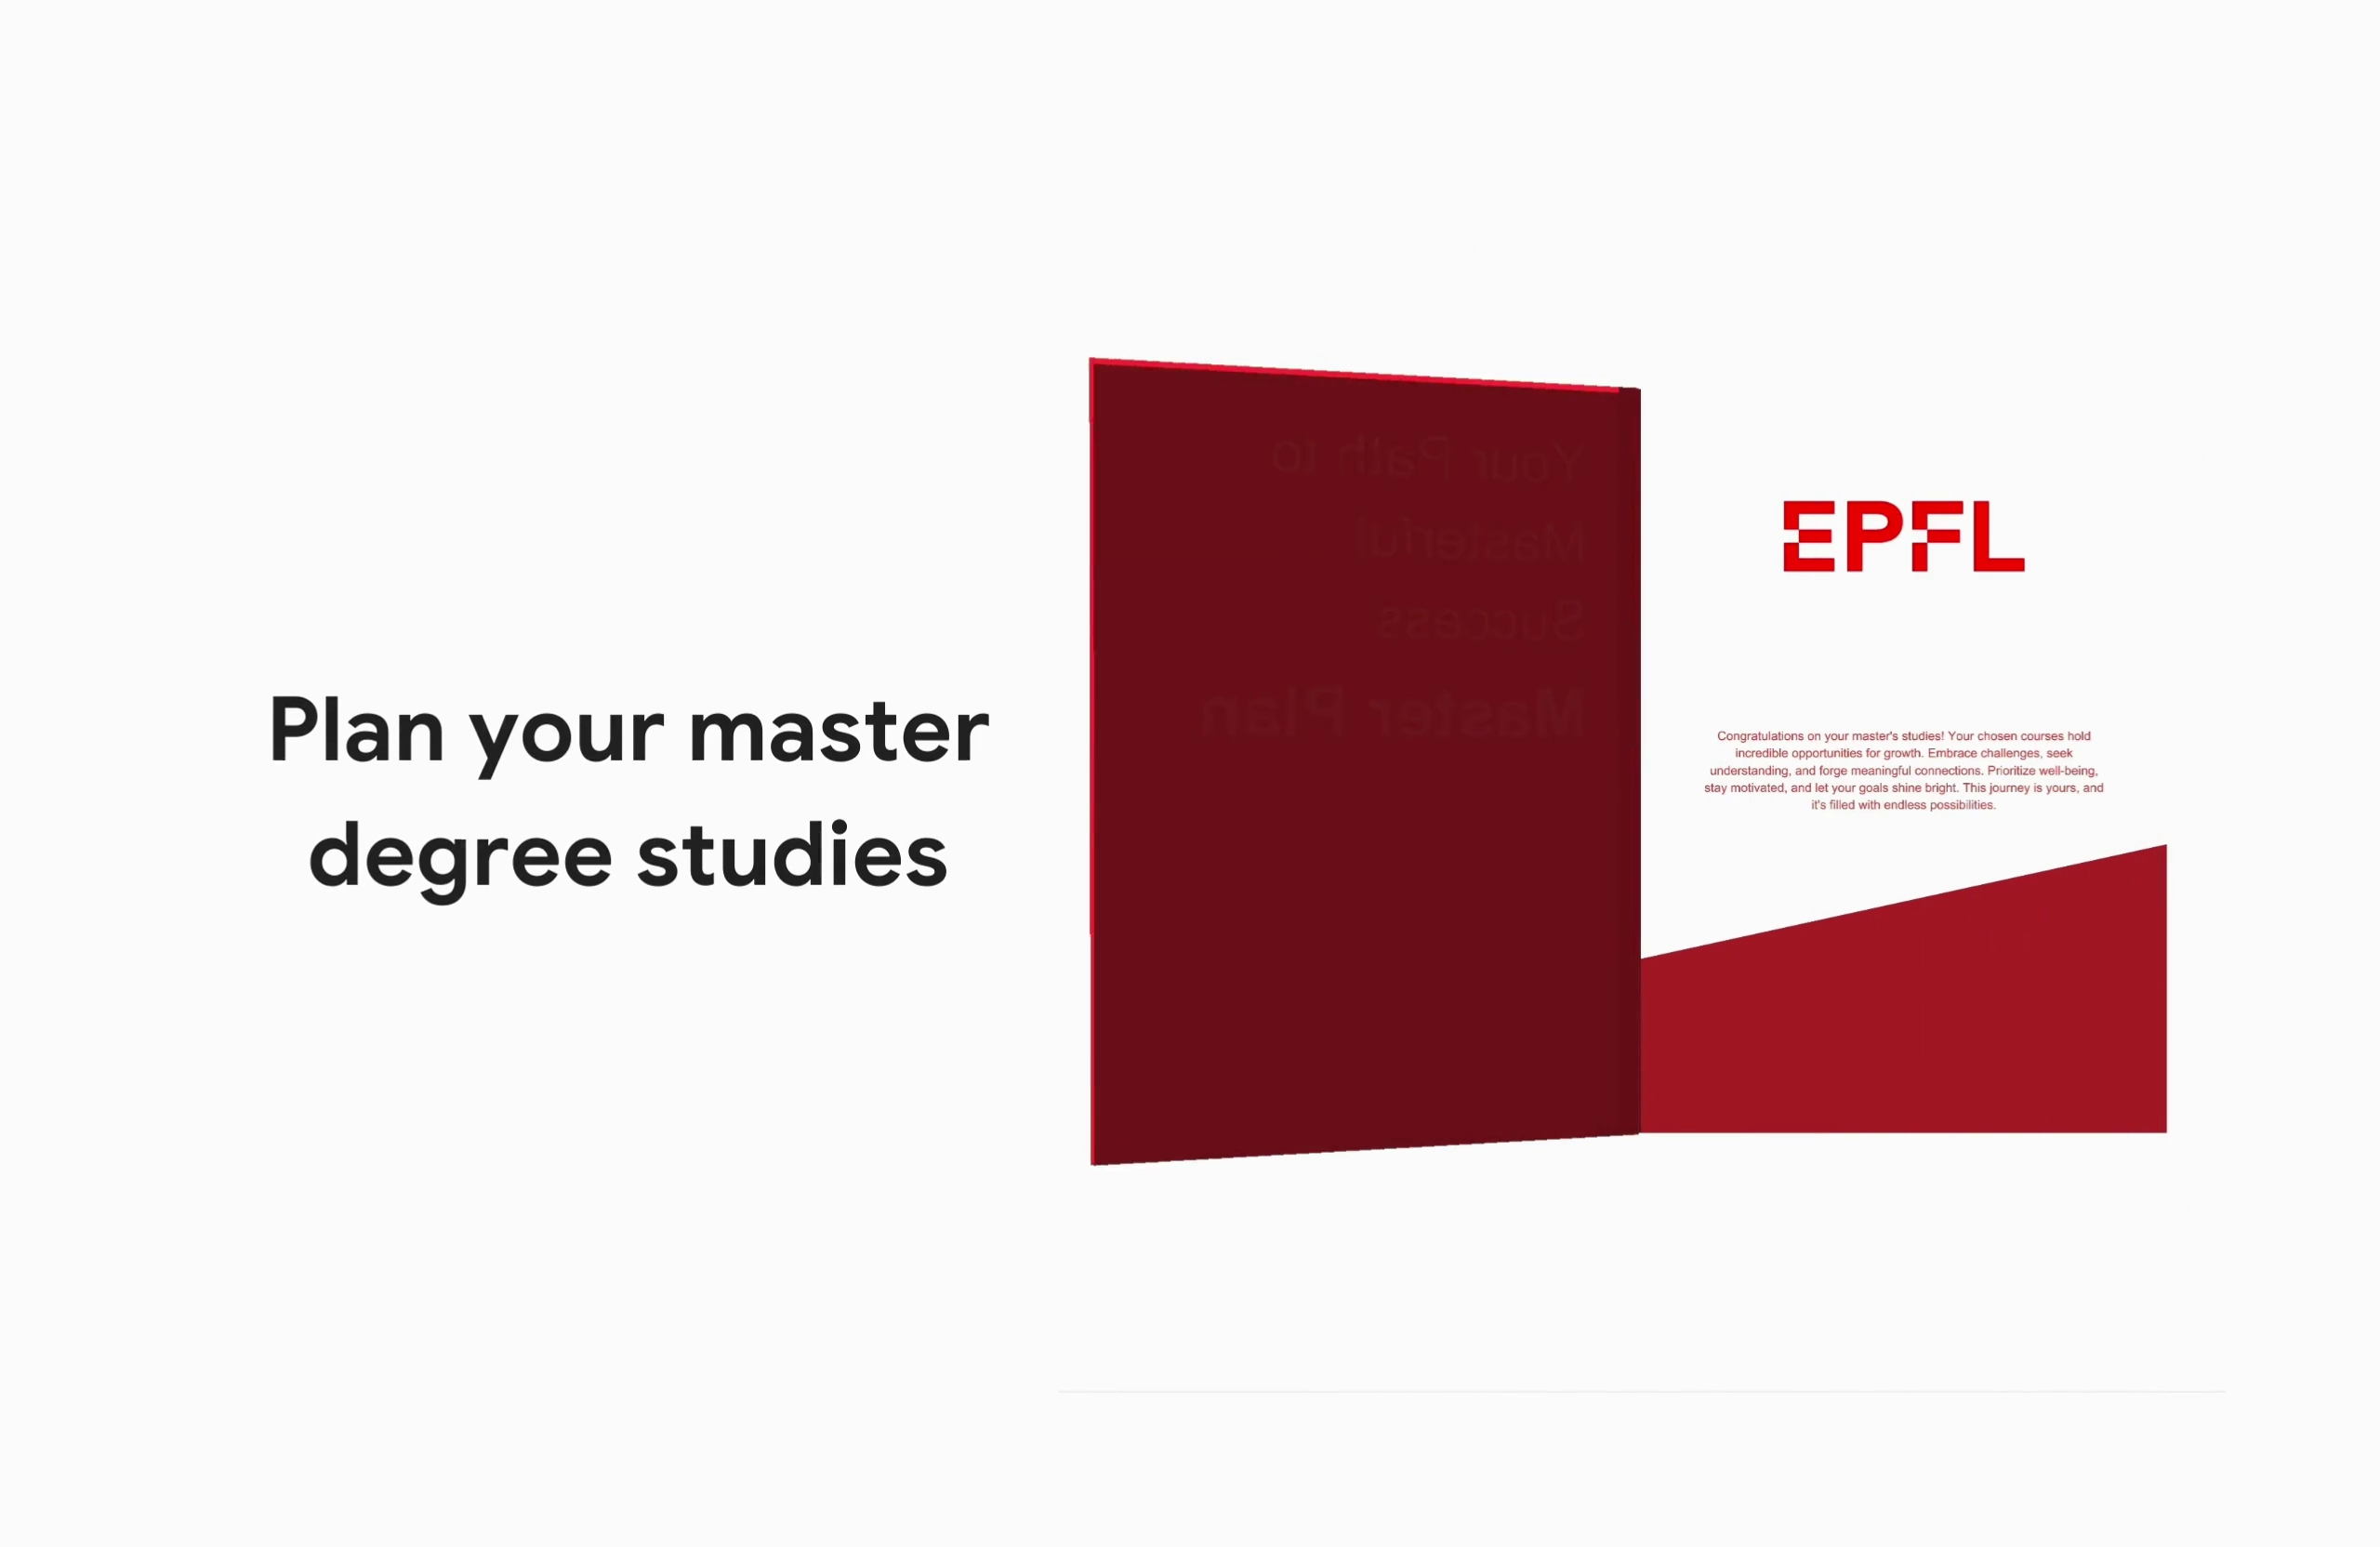 Plan your master
degree studies
Your Path to
Masterful
Success
Master Plan
EPFL
Congratulations on your master's studies! Your chosen courses hold
incredible opportunities for growth. Embrace challenges, seek
understanding, and forge meaningful connections. Prioritize well-being,
stay motivated, and let your goals shine bright. This journey is yours, and
it's filled with endless possibilities.